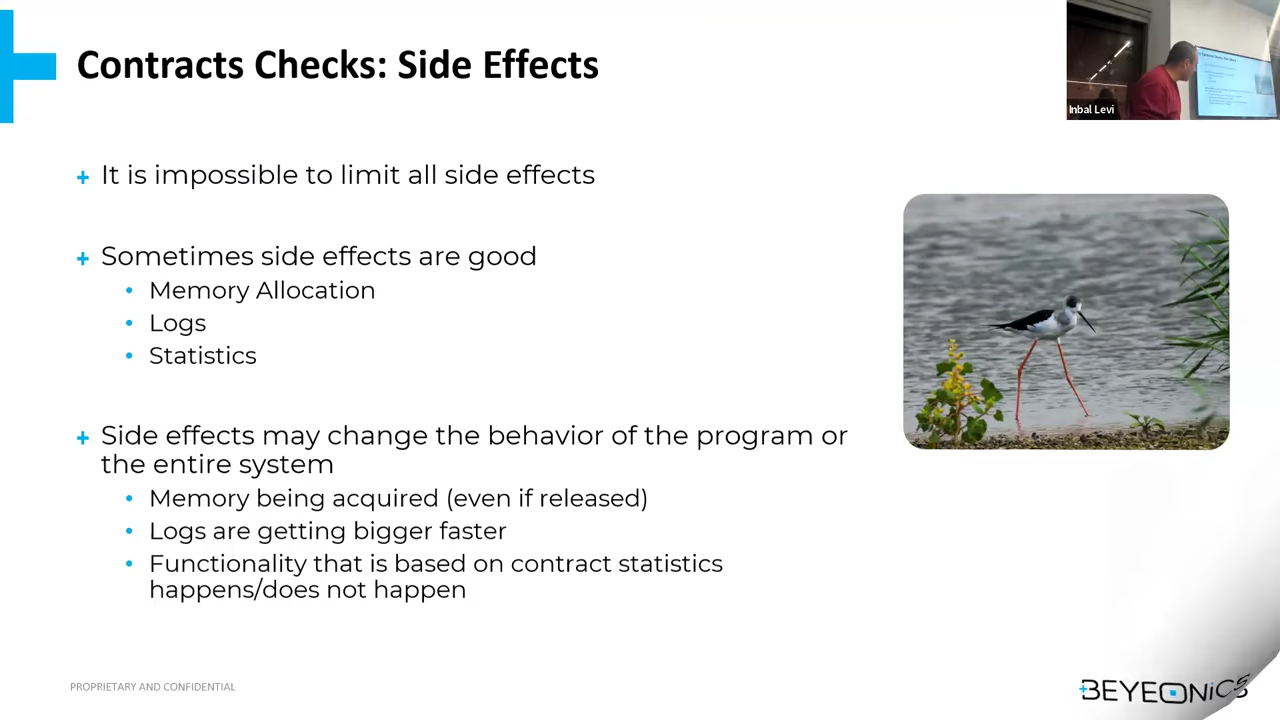 Contracts Checks: Side Effects
Inbal Levi
+ It is impossible to limit all side effects
+ Sometimes side effects are good
• Memory Allocation
• Logs
• Statistics
+ Side effects may change the behavior of the program or
the entire system
• Memory being acquired (even if released)
• Logs are getting bigger faster
• Functionality that is based on contract statistics
happens/does not happen
PROPRIETARY AND CONFIDENTIAL
BEYEONICS